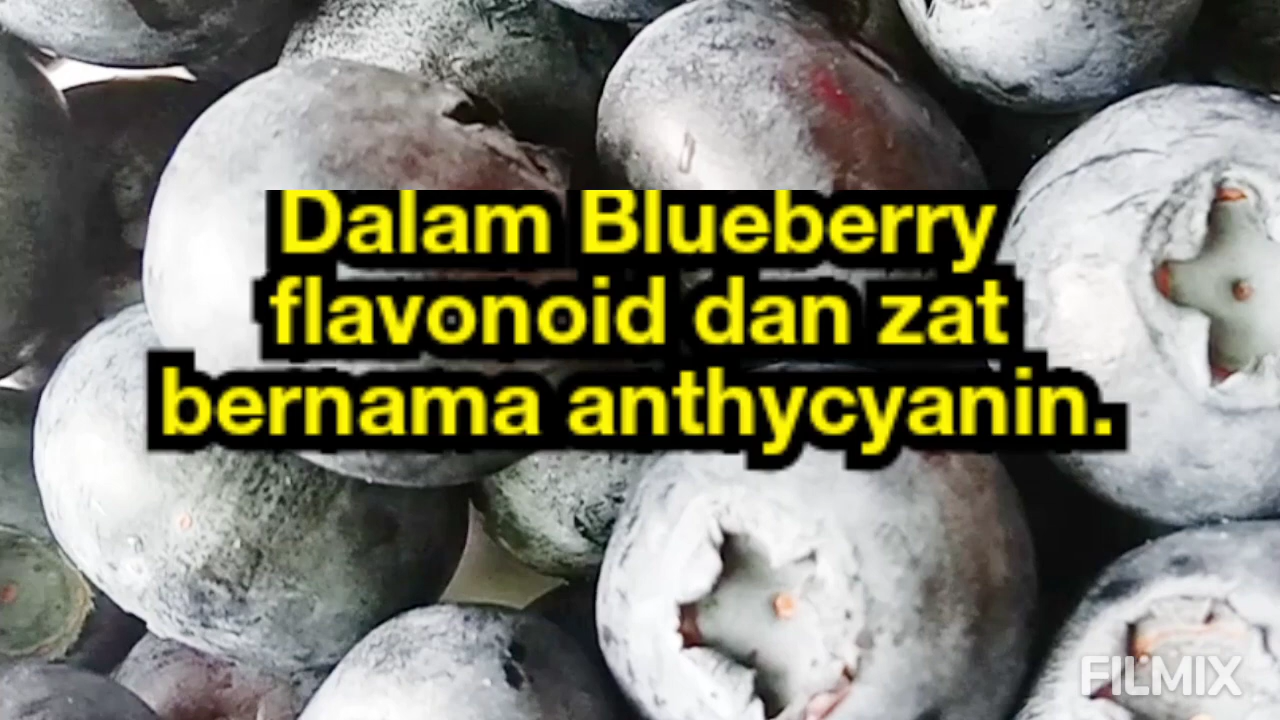 Dalam Blueberry
flavonoid dan zat
bernama anthycyanin.
FILMIX